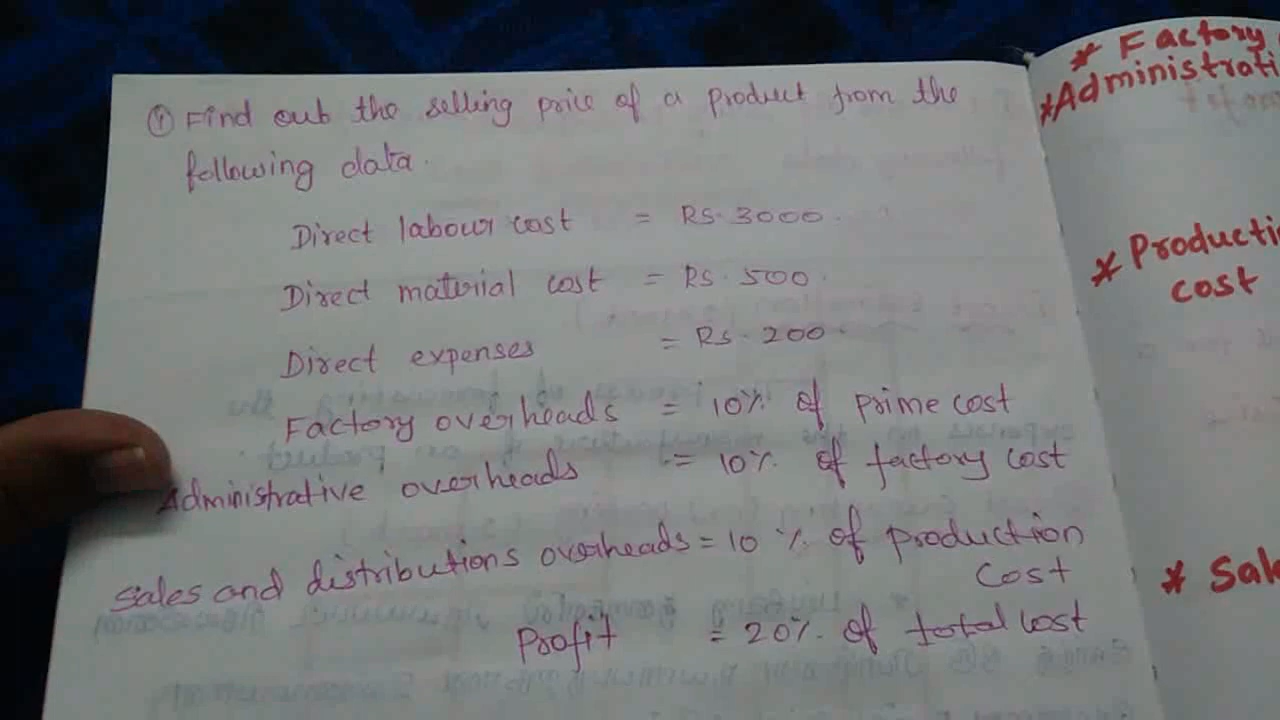 ① Find out the selling price of a product from the
following data.
Direct labour cost = RS. 3000.
Direct material cost = RS. 500.
Direct expenses = Rs. 200.
Factory overheads = 10% of prime cost
Administrative overheads = 10% of factory cost
Sales and distributions overheads = 10% of production
cost
Profit = 20% of total cost
* Factory
*Administrati
* Producti
cost
* Sal